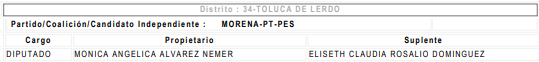 Distrito : 34-TOLUCA DE LERDO
Partido/Coalición/Candidato Independiente : MORENA-PT-PES
Cargo Propietario Suplente
DIPUTADO MONICA ANGELICA ALVAREZ NEMER ELISETH CLAUDIA ROSALIO DOMINGUEZ